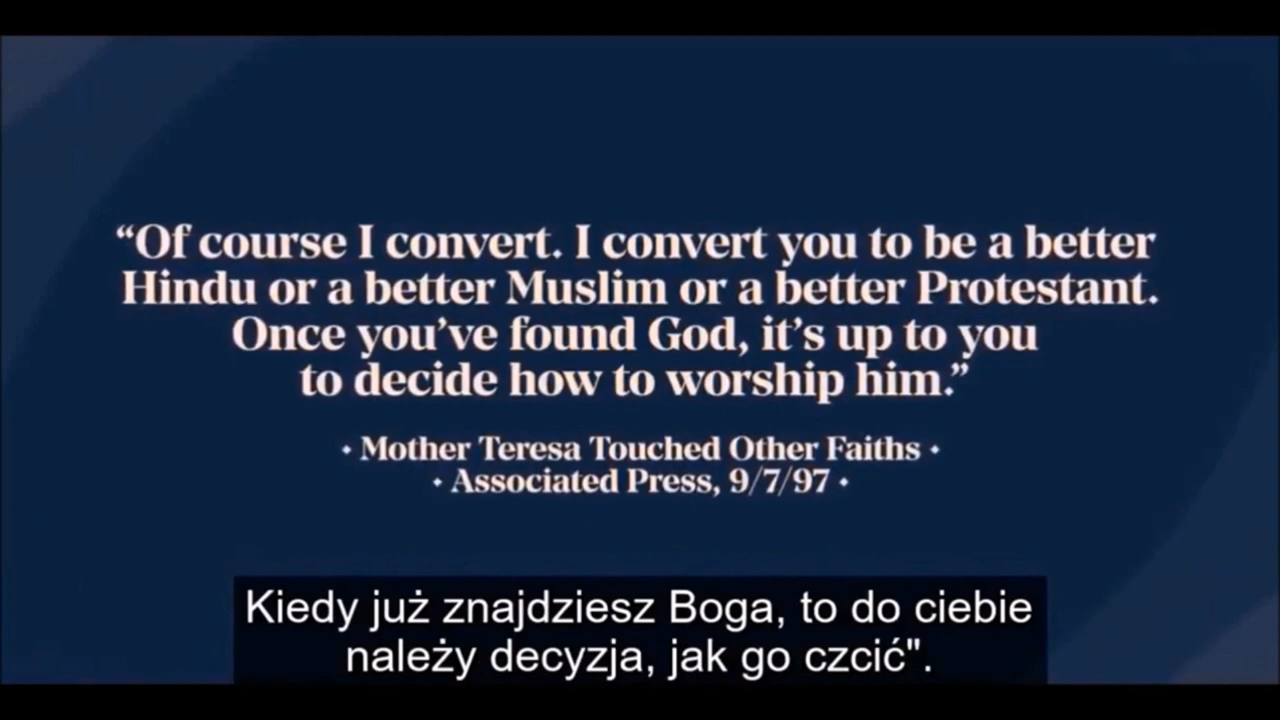 “Of course I convert. I convert you to be a better
Hindu or a better Muslim or a better Protestant.
Once you’ve found God, it’s up to you
to decide how to worship him.”
• Mother Teresa Touched Other Faiths •
• Associated Press, 9/7/97 •
Kiedy już znajdziesz Boga, to do ciebie
należy decyzja, jak go czcić".